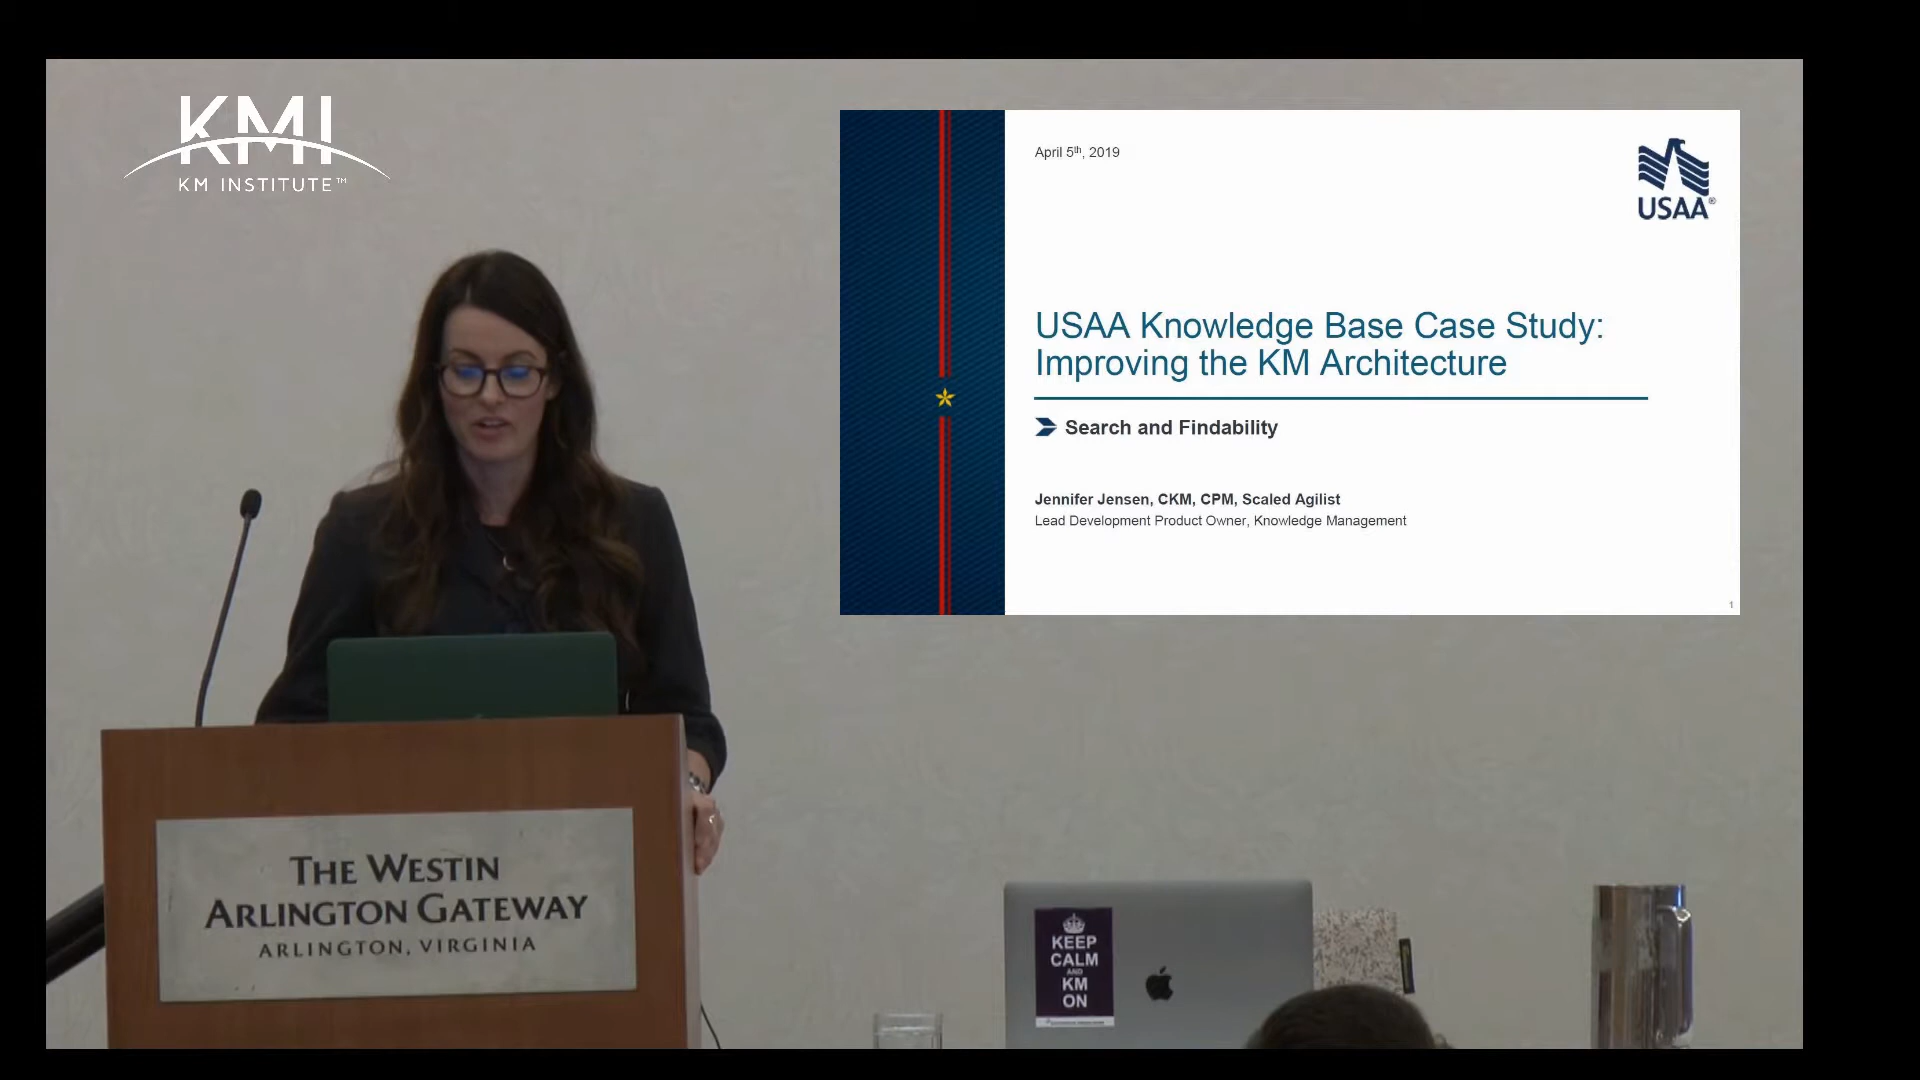 KMI
KM INSTITUTE™
April 5th, 2019
USAA®
USAA Knowledge Base Case Study:
Improving the KM Architecture
Search and Findability
Jennifer Jensen, CKM, CPM, Scaled Agilist
Lead Development Product Owner, Knowledge Management
1
THE WESTIN
ARLINGTON GATEWAY
ARLINGTON, VIRGINIA
KEEP
CALM
AND
KM
ON